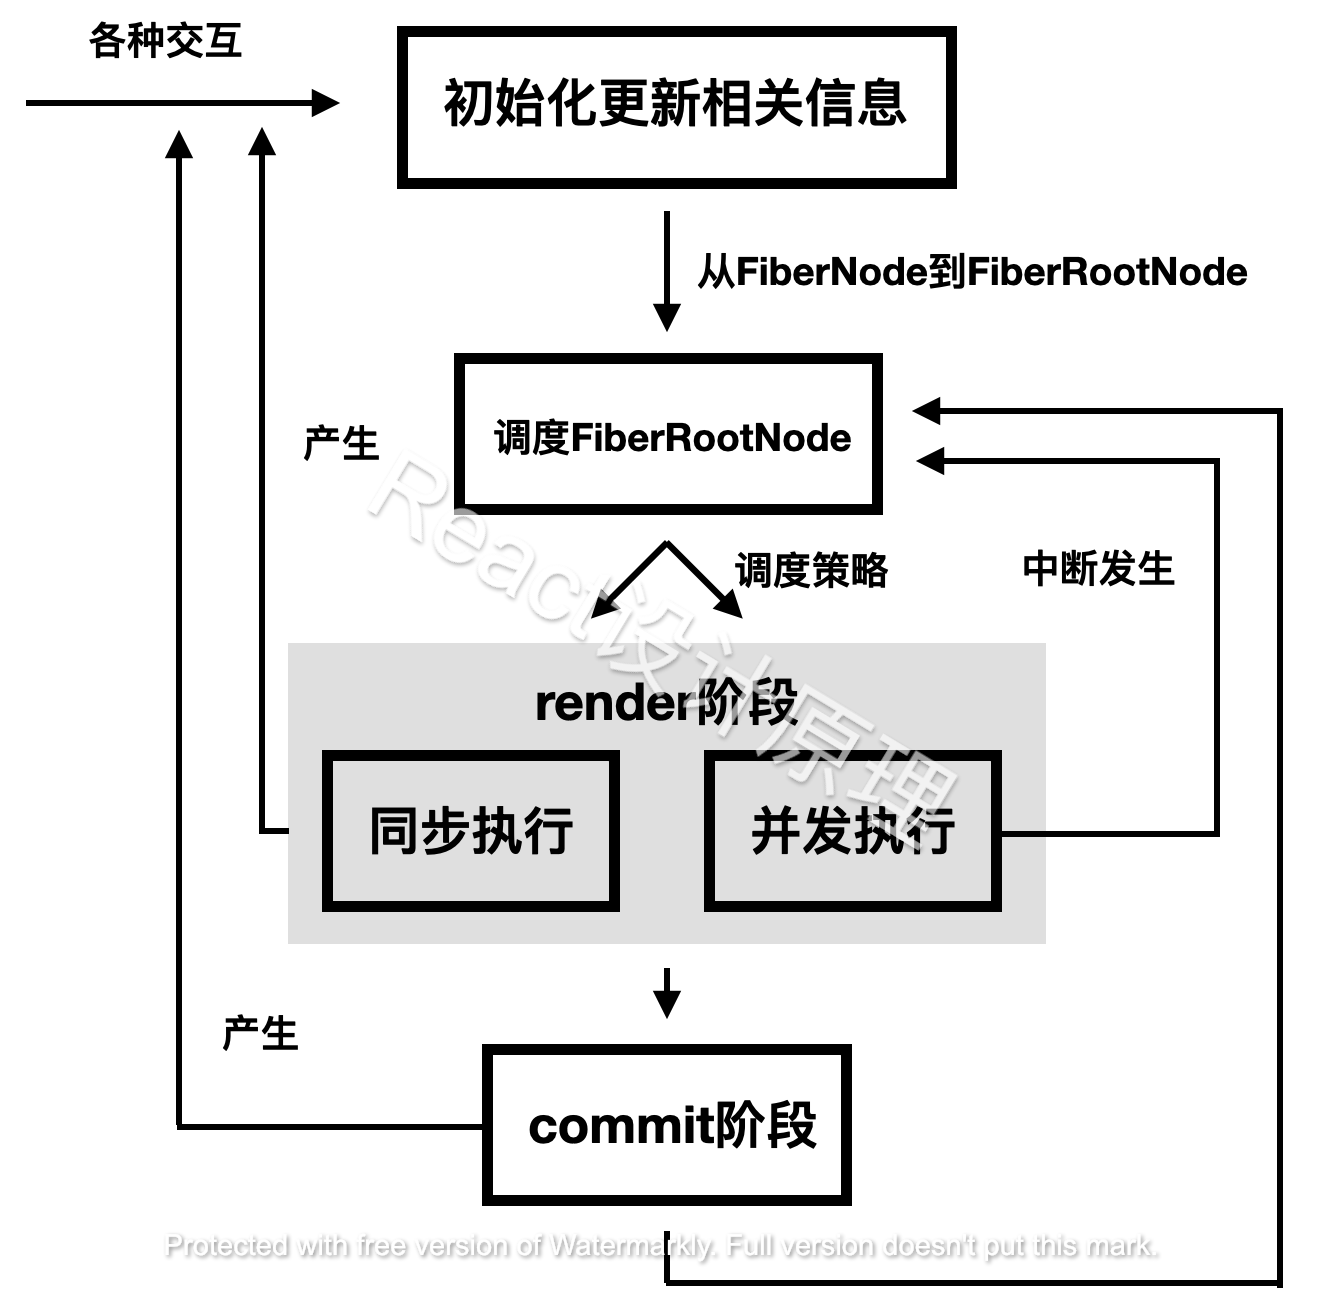 各种交互
初始化更新相关信息
从FiberNode到FiberRootNode
调度FiberRootNode
产生
调度策略
中断发生
React设计原理
render阶段
同步执行
并发执行
产生
commit阶段
Protected with free version of Watermarkly. Full version doesn't put this mark.